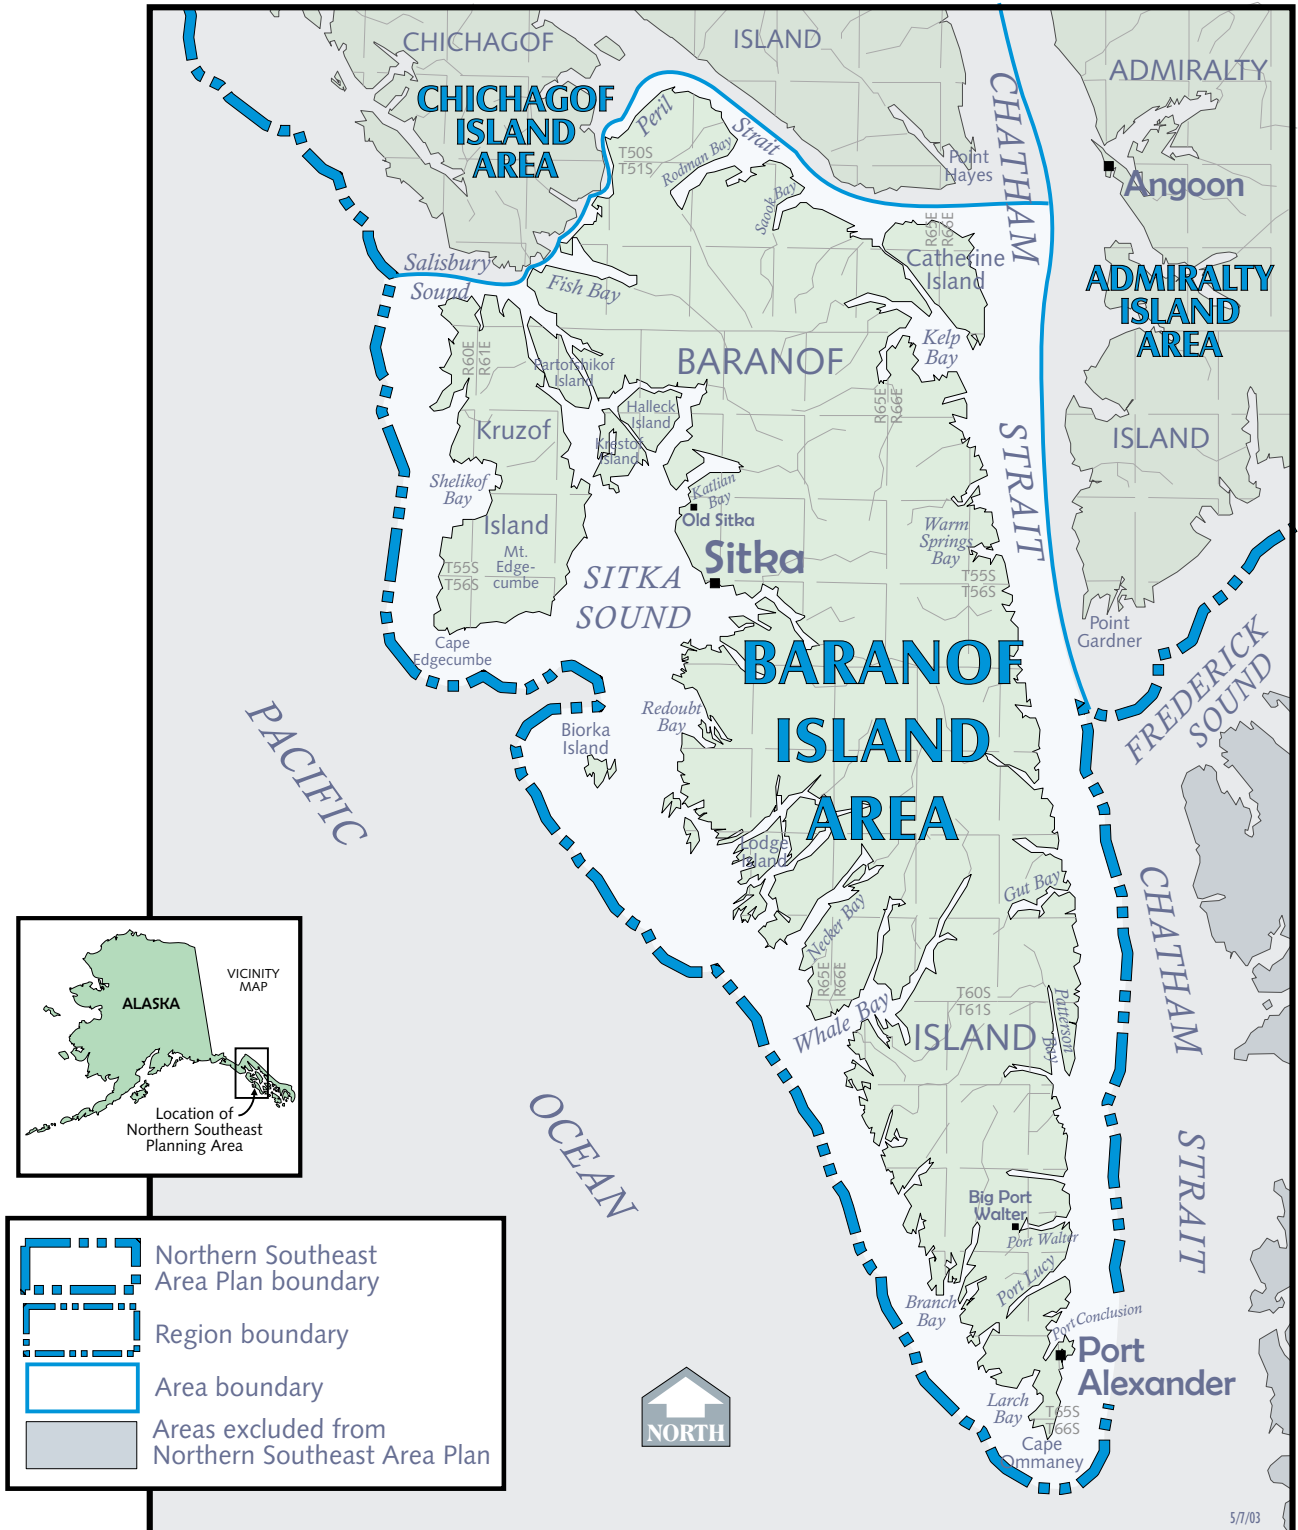 CHICHAGOF
ISLAND
ADMIRALTY
CHICHAGOF
ISLAND
AREA
Peril
Strait
CHATHAM
T50S
T51S
Rodman Bay
Saook Bay
Point
Hayes
Angoon
R65E
R66E
Catherine
Island
Salisbury
Sound
Fish Bay
ADMIRALTY
ISLAND
AREA
Kelp
Bay
R60E
R61E
Partofshikof
Island
BARANOF
R65E
R66E
Halleck
Island
Kruzof
Krestof
Island
STRAIT
ISLAND
Shelikof
Bay
Katlian
Bay
Old Sitka
Island
Mt.
Edge-
cumbe
Warm
Springs
Bay
Sitka
T55S
T56S
SITKA
SOUND
T55S
T56S
Cape
Edgecumbe
Point
Gardner
BARANOF
ISLAND
AREA
FREDERICK
SOUND
Redoubt
Bay
Biorka
Island
PACIFIC
Lodge
Island
Gut Bay
CHATHAM
Necker Bay
R65E
R66E
T60S
T61S
Whale Bay
ISLAND
Patterson
Bay
VICINITY
MAP
ALASKA
Location of
Northern Southeast
Planning Area
OCEAN
STRAIT
Big Port
Walter
Port Walter
Port Lucy
Branch
Bay
Port Conclusion
Port
Alexander
Larch
Bay
T65S
T66S
Cape
Ommaney
Northern Southeast
Area Plan boundary
Region boundary
Area boundary
Areas excluded from
Northern Southeast Area Plan
NORTH
5/7/03